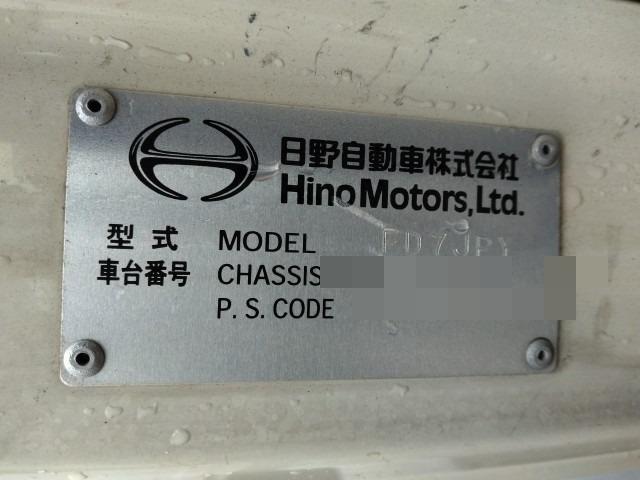 日野自動車株式会社
Hino Motors, Ltd.
型式 MODEL FD7JPY
車台番号 CHASSIS
P. S. CODE